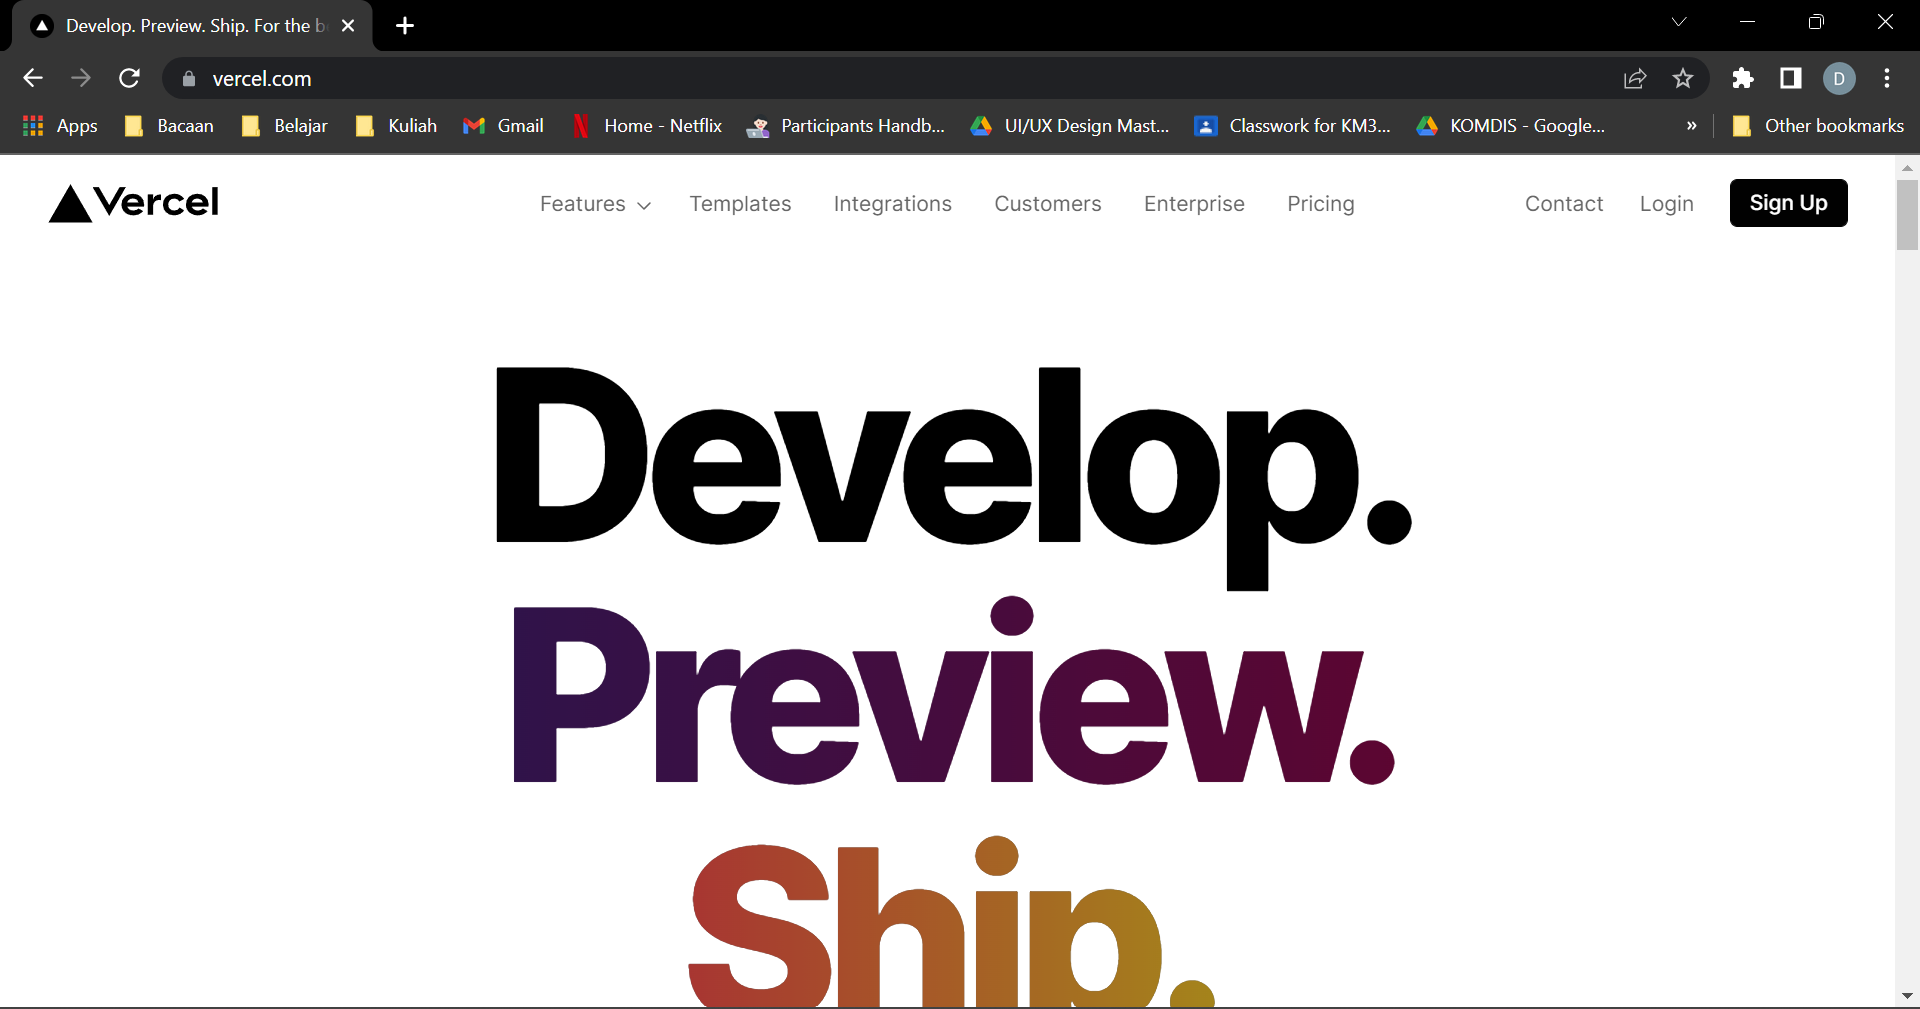 Develop. Preview. Ship. For the b
vercel.com
D
Apps Bacaan Belajar Kuliah Gmail Home - Netflix Participants Handb... UI/UX Design Mast... Classwork for KM3... KOMDIS - Google... » Other bookmarks
Vercel Features Templates Integrations Customers Enterprise Pricing Contact Login Sign Up
Develop.
Preview.
Ship.